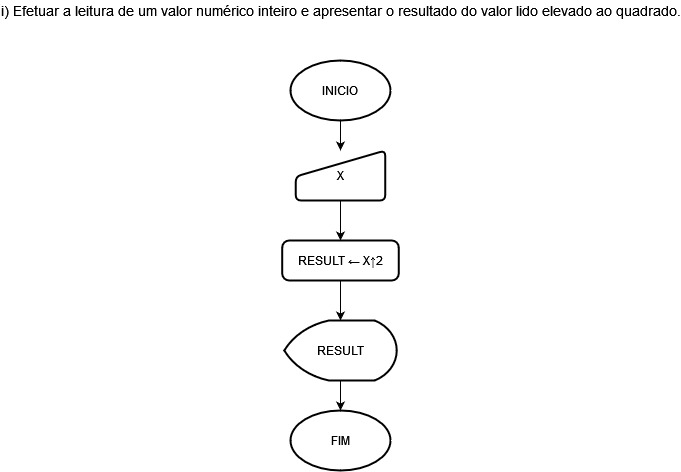 i) Efetuar a leitura de um valor numérico inteiro e apresentar o resultado do valor lido elevado ao quadrado.
INICIO
X
RESULT ← X↑2
RESULT
FIM